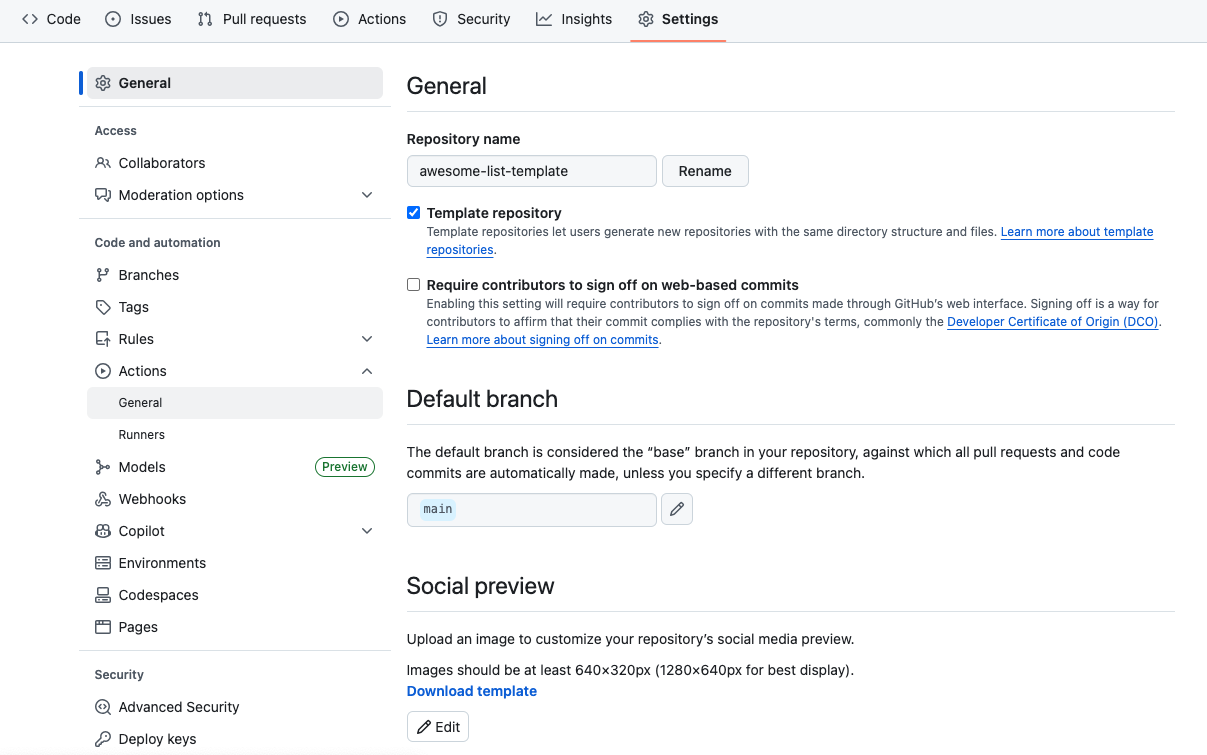 Code Issues Pull requests Actions Security Insights Settings
General
Access
Collaborators
Moderation options
Code and automation
Branches
Tags
Rules
Actions
General
Runners
Models Preview
Webhooks
Copilot
Environments
Codespaces
Pages
Security
Advanced Security
Deploy keys
General
Repository name
awesome-list-template Rename
Template repository
Template repositories let users generate new repositories with the same directory structure and files. Learn more about template
repositories.
Require contributors to sign off on web-based commits
Enabling this setting will require contributors to sign off on commits made through GitHub’s web interface. Signing off is a way for
contributors to affirm that their commit complies with the repository's terms, commonly the Developer Certificate of Origin (DCO).
Learn more about signing off on commits.
Default branch
The default branch is considered the “base” branch in your repository, against which all pull requests and code
commits are automatically made, unless you specify a different branch.
main
Social preview
Upload an image to customize your repository’s social media preview.
Images should be at least 640×320px (1280×640px for best display).
Download template
Edit